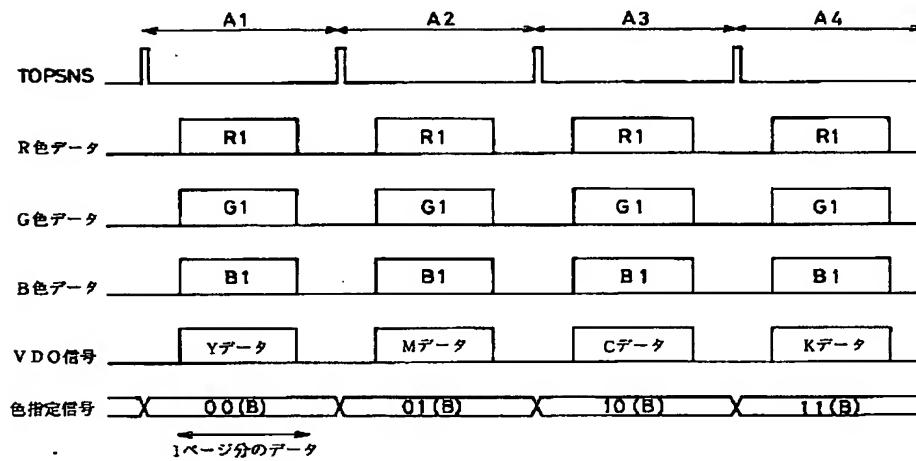 A1 A2 A3 A4
TOPSNS
R色データ R1 R1 R1 R1
G色データ G1 G1 G1 G1
B色データ B1 B1 B1 B1
VDO信号 Yデータ Mデータ Cデータ Kデータ
色指定信号 00(B) 01(B) 10(B) 11(B)
1ページ分のデータ